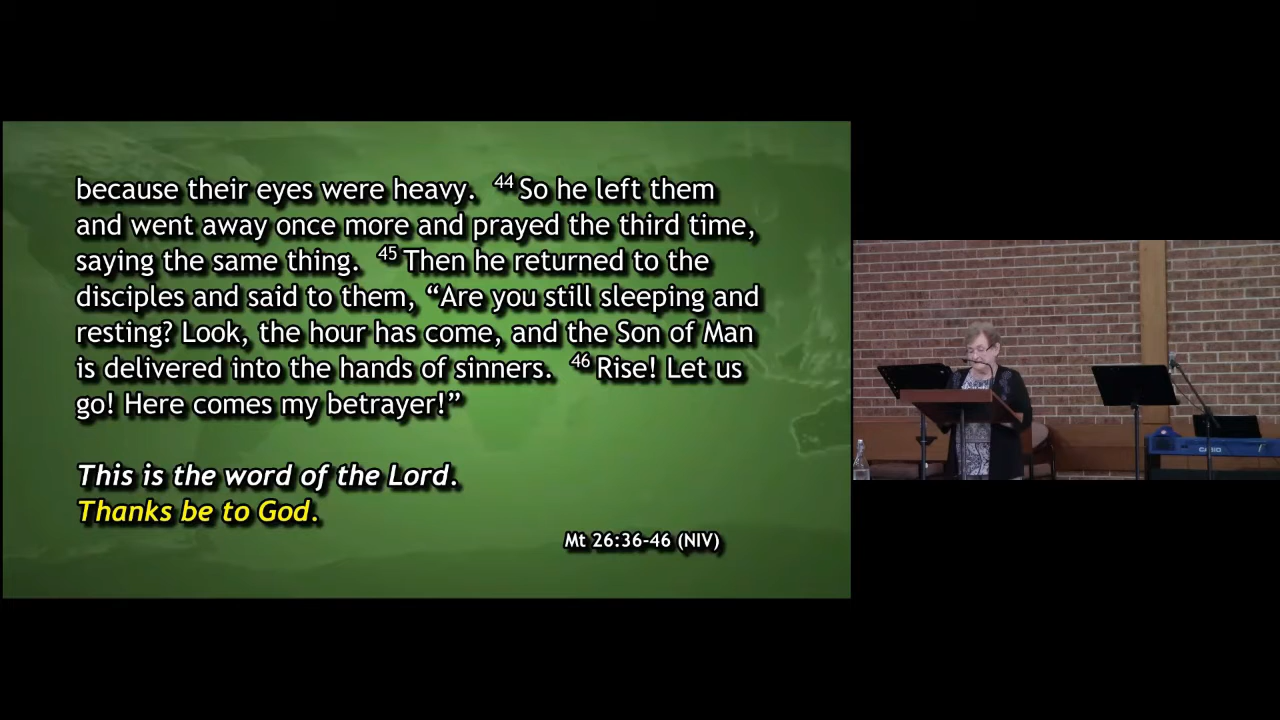 because their eyes were heavy. 44 So he left them
and went away once more and prayed the third time,
saying the same thing. 45 Then he returned to the
disciples and said to them, “Are you still sleeping and
resting? Look, the hour has come, and the Son of Man
is delivered into the hands of sinners. 46 Rise! Let us
go! Here comes my betrayer!”
This is the word of the Lord.
Thanks be to God.
Mt 26:36-46 (NIV)
CASIO